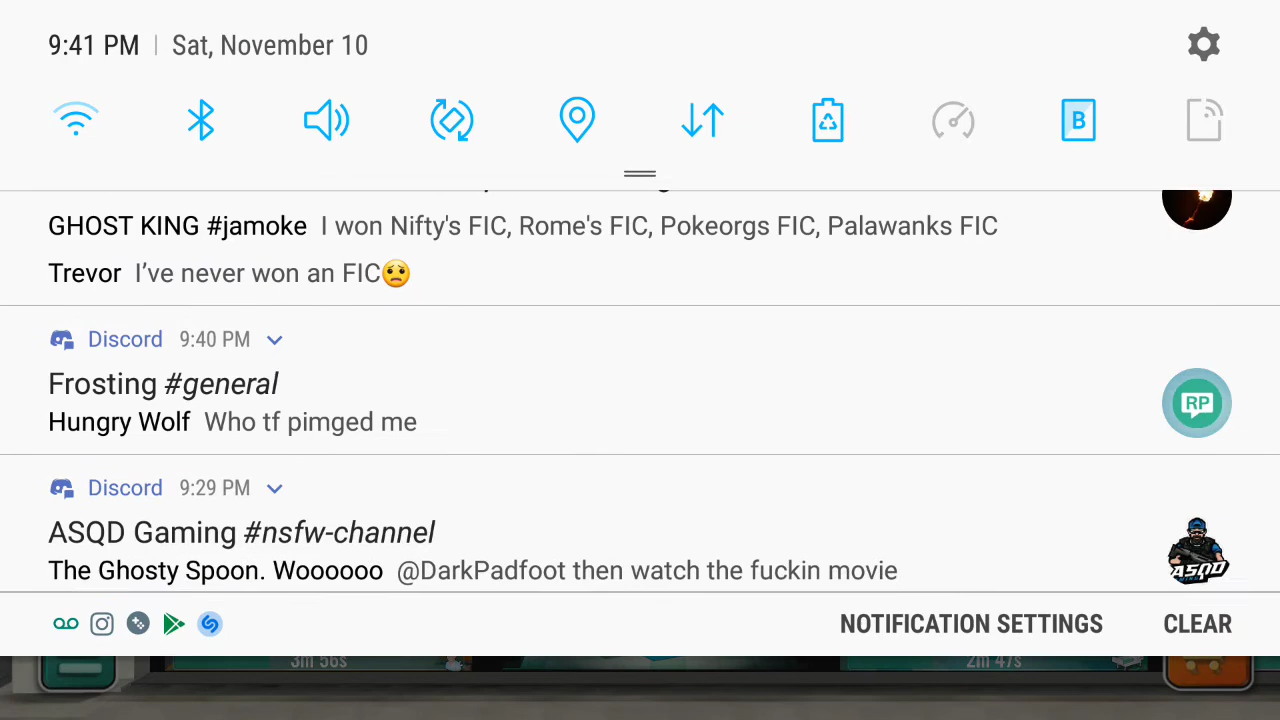 9:41 PM | Sat, November 10
B
GHOST KING #jamoke I won Nifty's FIC, Rome's FIC, Pokeorgs FIC, Palawanks FIC
Trevor I’ve never won an FIC😟
Discord 9:40 PM
Frosting #general
Hungry Wolf Who tf pimged me
RP
Discord 9:29 PM
ASQD Gaming #nsfw-channel
The Ghosty Spoon. Woooooo @DarkPadfoot then watch the fuckin movie
ASQD
NOTIFICATION SETTINGS CLEAR
3m 56s
2m 47s